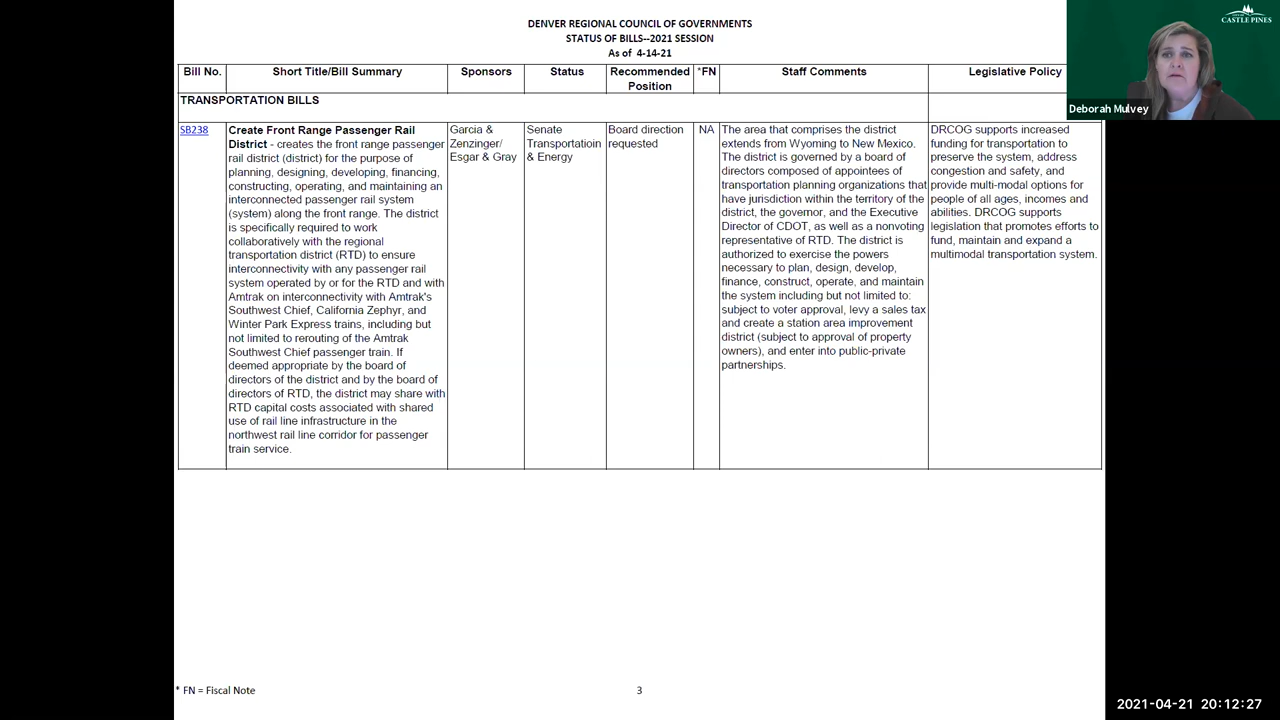 DENVER REGIONAL COUNCIL OF GOVERNMENTS
STATUS OF BILLS--2021 SESSION
As of 4-14-21
CASTLE PINES
Deborah Mulvey
Bill No.
Short Title/Bill Summary
Sponsors
Status
Recommended
Position
*FN
Staff Comments
Legislative Policy
TRANSPORTATION BILLS
SB238
Create Front Range Passenger Rail
District - creates the front range passenger
rail district (district) for the purpose of
planning, designing, developing, financing,
constructing, operating, and maintaining an
interconnected passenger rail system
(system) along the front range. The district
is specifically required to work
collaboratively with the regional
transportation district (RTD) to ensure
interconnectivity with any passenger rail
system operated by or for the RTD and with
Amtrak on interconnectivity with Amtrak's
Southwest Chief, California Zephyr, and
Winter Park Express trains, including but
not limited to rerouting of the Amtrak
Southwest Chief passenger train. If
deemed appropriate by the board of
directors of the district and by the board of
directors of RTD, the district may share with
RTD capital costs associated with shared
use of rail line infrastructure in the
northwest rail line corridor for passenger
train service.
Garcia &
Zenzinger/
Esgar & Gray
Senate
Transportatioin
& Energy
Board direction
requested
NA
The area that comprises the district
extends from Wyoming to New Mexico.
The district is governed by a board of
directors composed of appointees of
transportation planning organizations that
have jurisdiction within the territory of the
district, the governor, and the Executive
Director of CDOT, as well as a nonvoting
representative of RTD. The district is
authorized to exercise the powers
necessary to plan, design, develop,
finance, construct, operate, and maintain
the system including but not limited to:
subject to voter approval, levy a sales tax
and create a station area improvement
district (subject to approval of property
owners), and enter into public-private
partnerships.
DRCOG supports increased
funding for transportation to
preserve the system, address
congestion and safety, and
provide multi-modal options for
people of all ages, incomes and
abilities. DRCOG supports
legislation that promotes efforts to
fund, maintain and expand a
multimodal transportation system.
* FN = Fiscal Note
3
2021-04-21 20:12:27